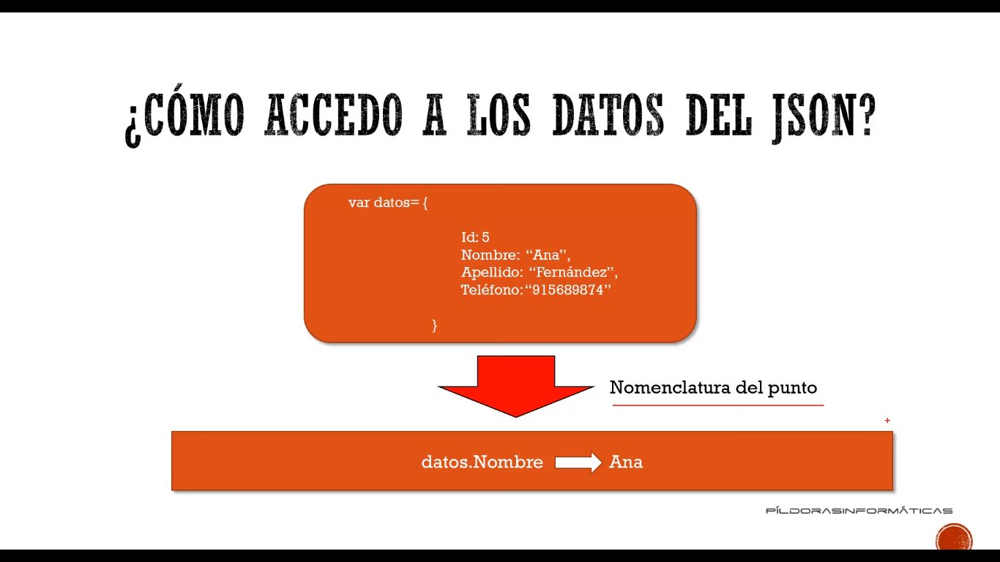 ¿CÓMO ACCEDO A LOS DATOS DEL JSON?
var datos= {
Id: 5
Nombre: “Ana”,
Apellido: “Fernández”,
Teléfono:“915689874”
}
Nomenclatura del punto
datos.Nombre Ana
PÍLDORASINFORMÁTICAS